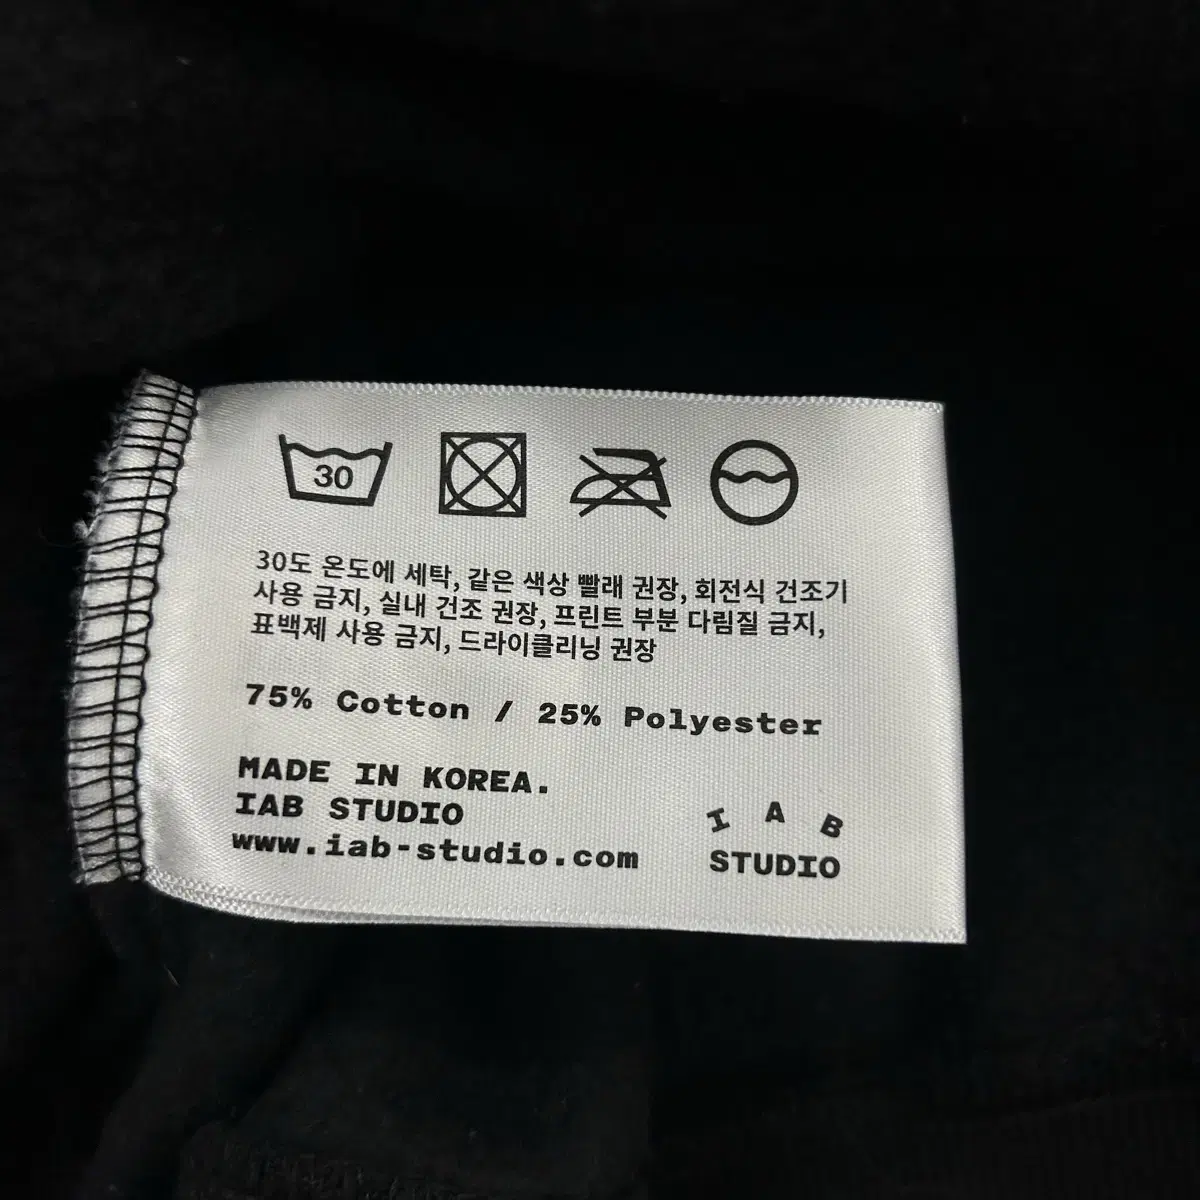 30
30도 온도에 세탁, 같은 색상 빨래 권장, 회전식 건조기
사용 금지, 실내 건조 권장, 프린트 부분 다림질 금지,
표백제 사용 금지, 드라이클리닝 권장
75% Cotton / 25% Polyester
MADE IN KOREA.
IAB STUDIO
www.iab-studio.com
I A B
STUDIO